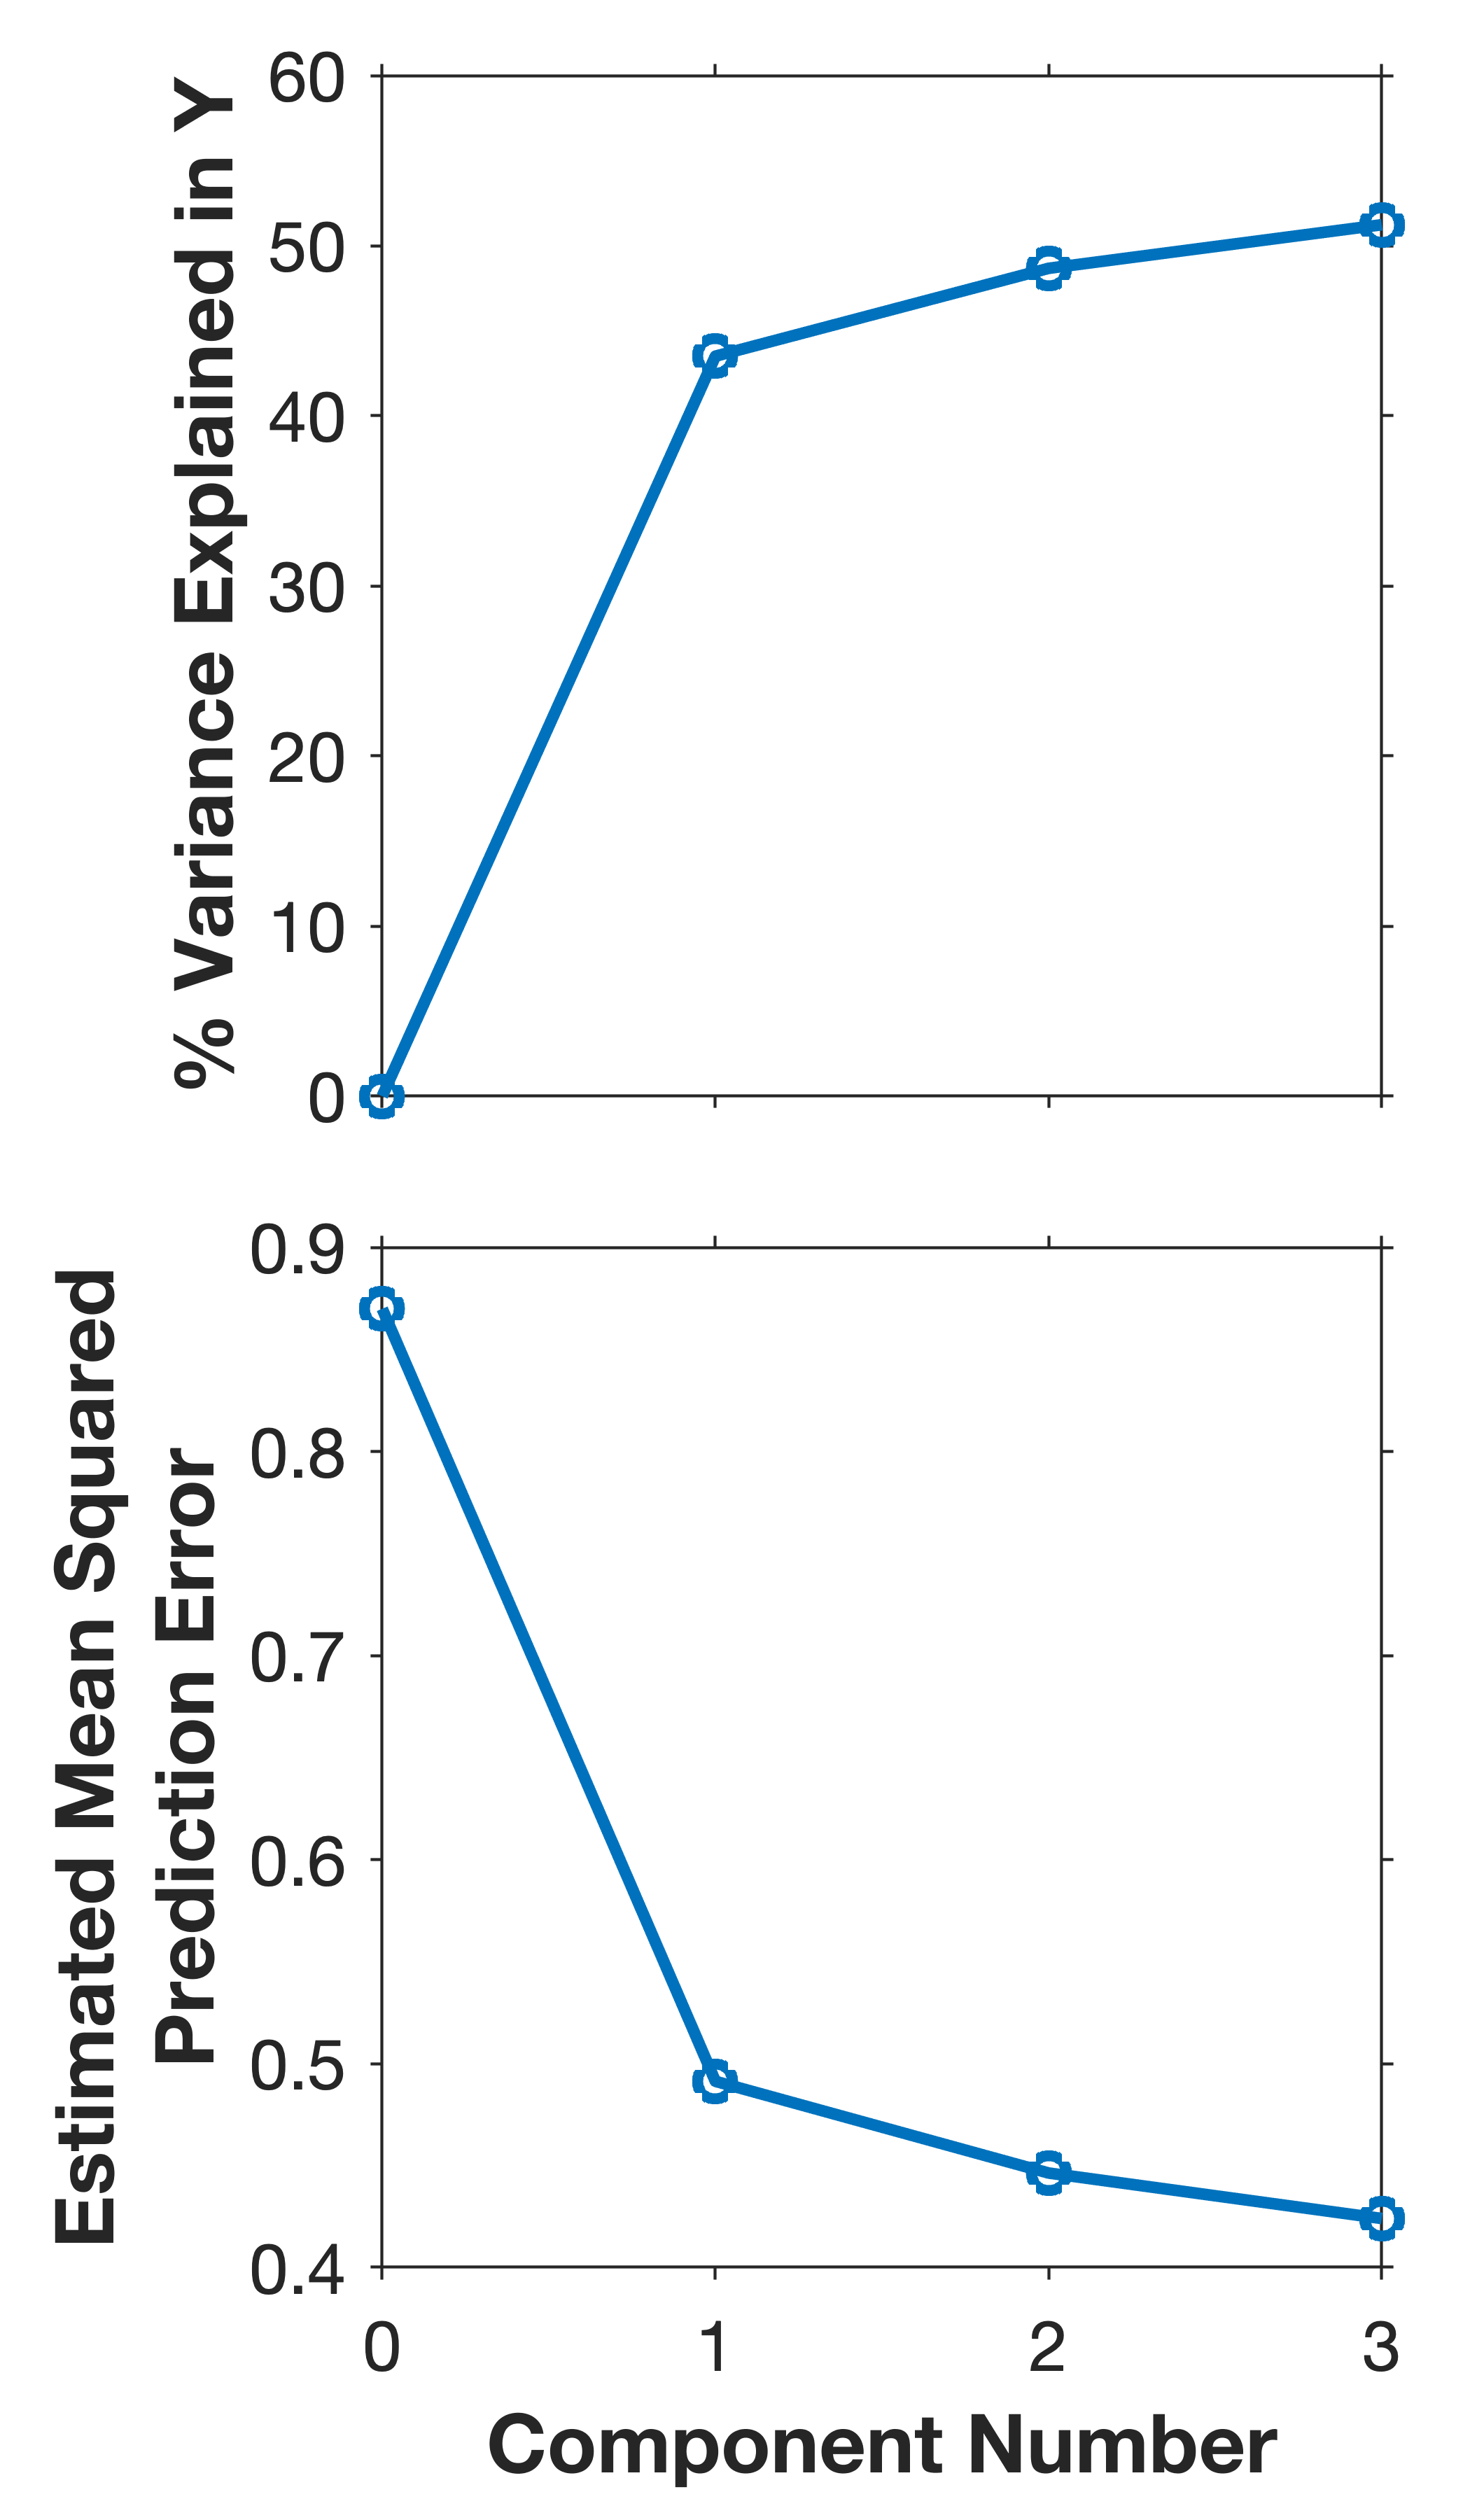 % Variance Explained in Y
60
50
40
30
20
10
0
Estimated Mean Squared
Prediction Error
0.9
0.8
0.7
0.6
0.5
0.4
0 1 2 3
Component Number